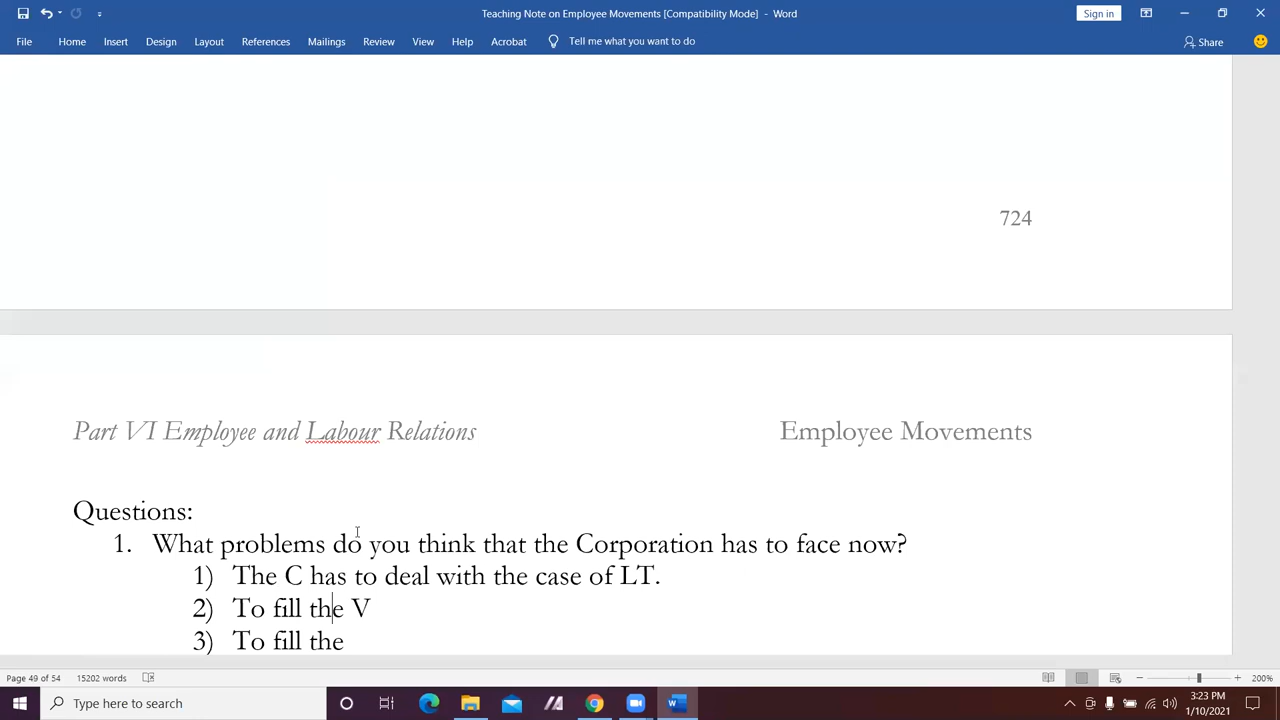 Teaching Note on Employee Movements [Compatibility Mode] - Word
Sign in
File Home Insert Design Layout References Mailings Review View Help Acrobat Tell me what you want to do Share
724
Part VI Employee and Labour Relations Employee Movements
Questions:
1. What problems do you think that the Corporation has to face now?
1) The C has to deal with the case of LT.
2) To fill the V
3) To fill the
Page 49 of 54 15202 words 200%
Type here to search
3:23 PM
1/10/2021